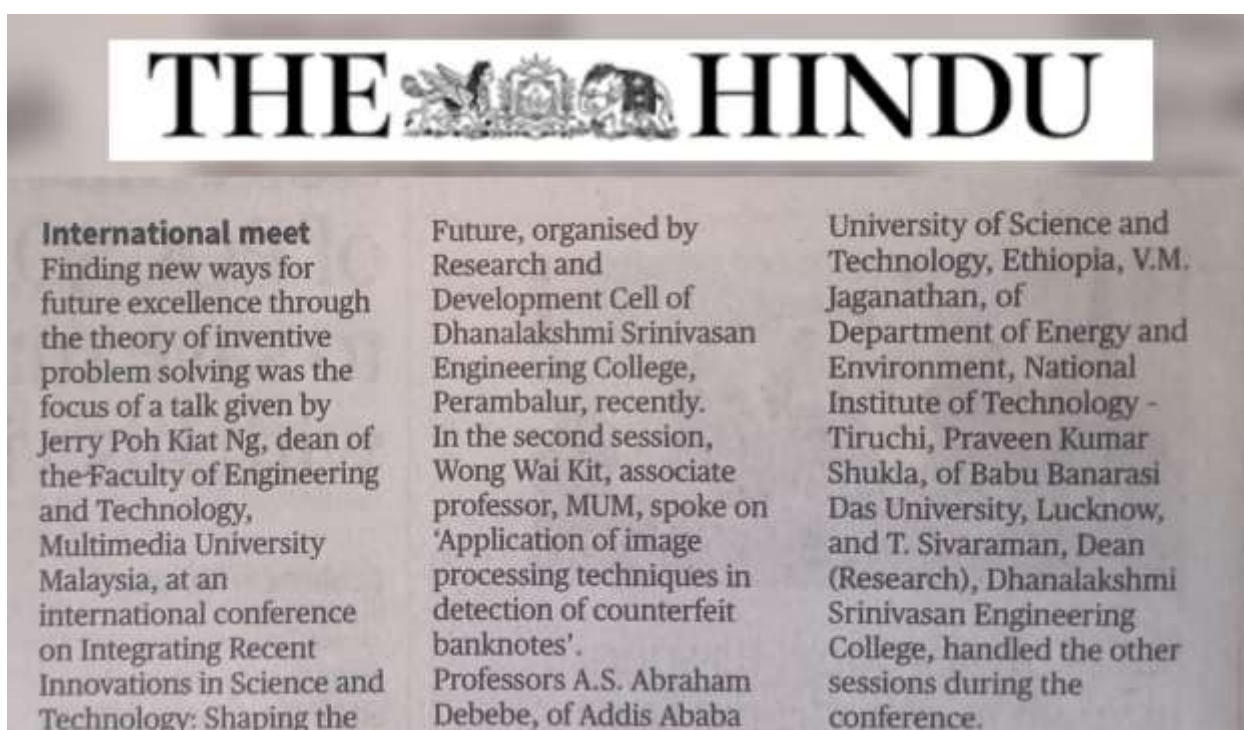 THE HINDU
International meet
Finding new ways for
future excellence through
the theory of inventive
problem solving was the
focus of a talk given by
Jerry Poh Kiat Ng, dean of
the Faculty of Engineering
and Technology,
Multimedia University
Malaysia, at an
international conference
on Integrating Recent
Innovations in Science and
Technology: Shaping the
Future, organised by
Research and
Development Cell of
Dhanalakshmi Srinivasan
Engineering College,
Perambalur, recently.
In the second session,
Wong Wai Kit, associate
professor, MUM, spoke on
‘Application of image
processing techniques in
detection of counterfeit
banknotes’.
Professors A.S. Abraham
Debebe, of Addis Ababa
University of Science and
Technology, Ethiopia, V.M.
Jaganathan, of
Department of Energy and
Environment, National
Institute of Technology -
Tiruchi, Praveen Kumar
Shukla, of Babu Banarasi
Das University, Lucknow,
and T. Sivaraman, Dean
(Research), Dhanalakshmi
Srinivasan Engineering
College, handled the other
sessions during the
conference.